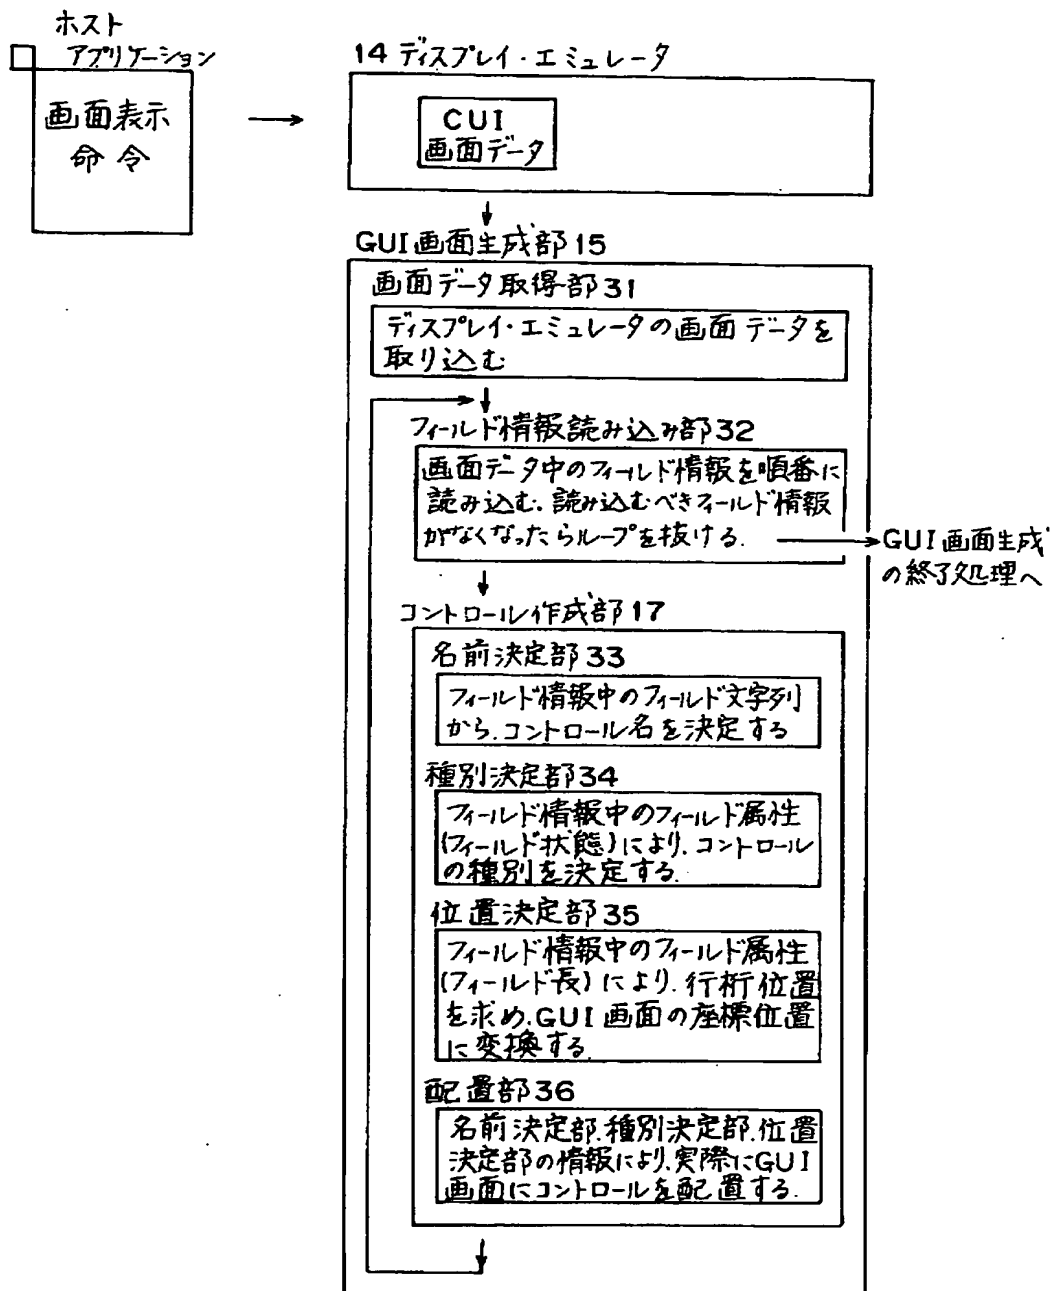 ホスト
アプリケーション
画面表示
命令
14 ディスプレイ・エミュレータ
CUI
画面データ
GUI画面生成部15
画面データ取得部31
ディスプレイ・エミュレータの画面データを
取り込む
フィールド情報読み込み部32
画面データ中のフィールド情報を順番に
読み込む、読み込むべきフィールド情報
がなくなったらループを抜ける.
GUI画面生成
の終了処理へ
コントロール作成部17
名前決定部33
フィールド情報中のフィールド文字列
から、コントロール名を決定する
種別決定部34
フィールド情報中のフィールド属性
(フィールド状態)により、コントロール
の種別を決定する.
位置決定部35
フィールド情報中のフィールド属性
(フィールド長)により、行桁位置
を求め、GUI画面の座標位置
に変換する.
配置部36
名前決定部、種別決定部、位置
決定部の情報により、実際にGUI
画面にコントロールを配置する.